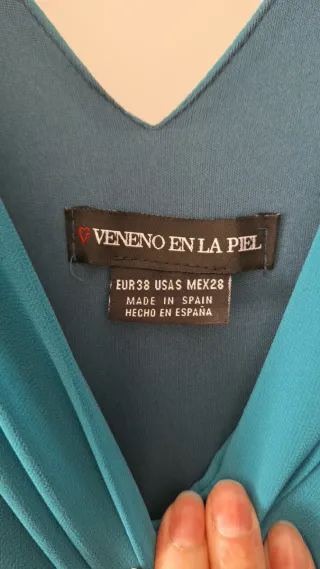 VENENO EN LA PIEL
EUR38 USAS MEX28
MADE IN SPAIN
HECHO EN ESPAÑA